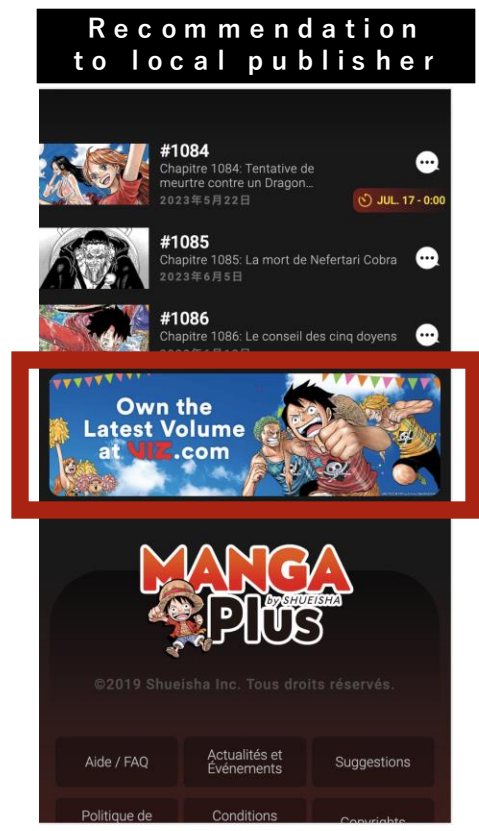 Recommendation
to local publisher
#1084
Chapitre 1084: Tentative de
meurtre contre un Dragon...
2023年5月22日
JUL. 17 - 0:00
#1085
Chapitre 1085: La mort de Nefertari Cobra
2023年6月5日
#1086
Chapitre 1086: Le conseil des cinq doyens
Own the
Latest Volume
at VIZ.com
MANGA
by SHUEISHA
Plus
©2019 Shueisha Inc. Tous droits réservés.
Aide / FAQ
Actualités et
Événements
Suggestions
Politique de
Conditions
Copyrights